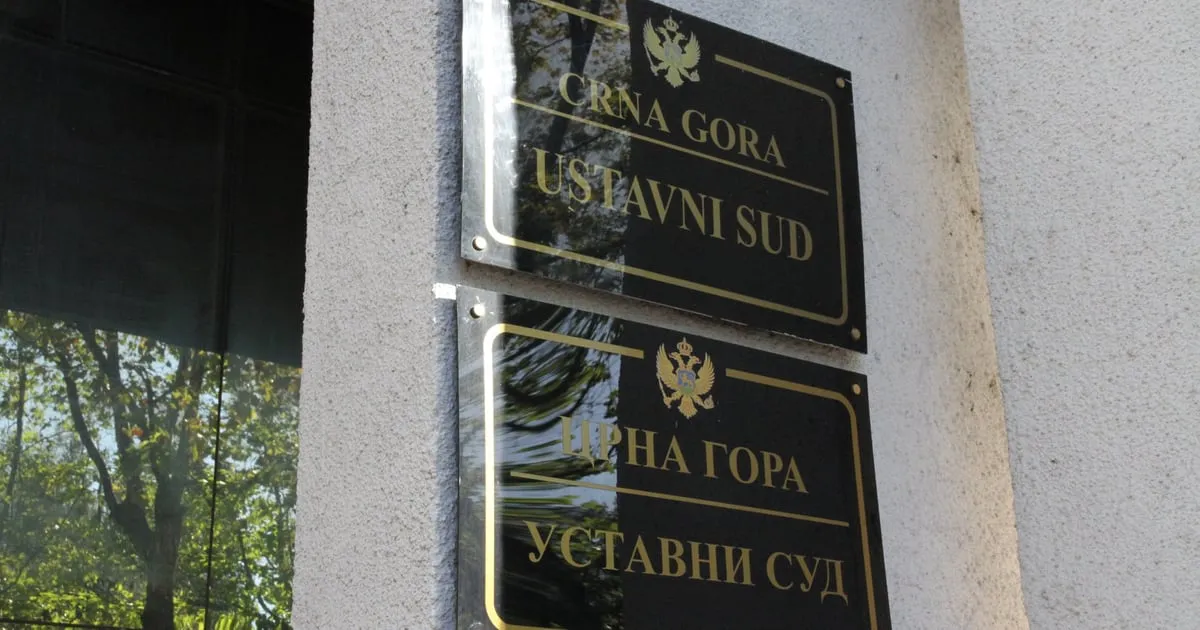 CRNA GORA
USTAVNI SUD
ЦРНА ГОРА
УСТАВНИ СУД